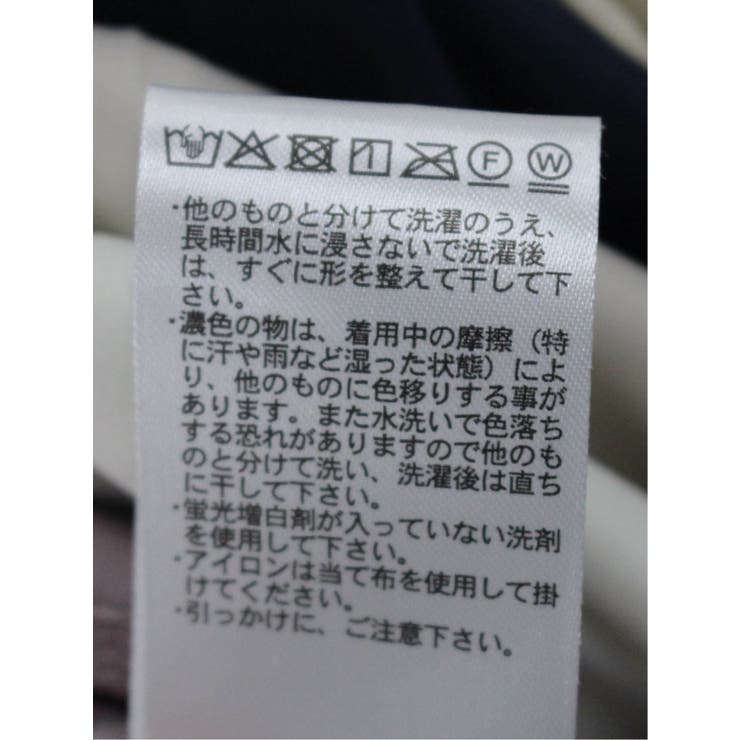 F W
・他のものと分けて洗濯のうえ、
長時間水に浸さないで洗濯後
は、すぐに形を整えて干して下
さい。
・濃色の物は、着用中の摩擦（特
に汗や雨など湿った状態）によ
り、他のものに色移りする事が
あります。また水洗いで色落ち
する恐れがありますので他のも
のと分けて洗い、洗濯後は直ち
に干して下さい。
・蛍光増白剤が入っていない洗剤
を使用して下さい。
・アイロンは当て布を使用して掛
けてください。
・引っかけに、ご注意下さい。